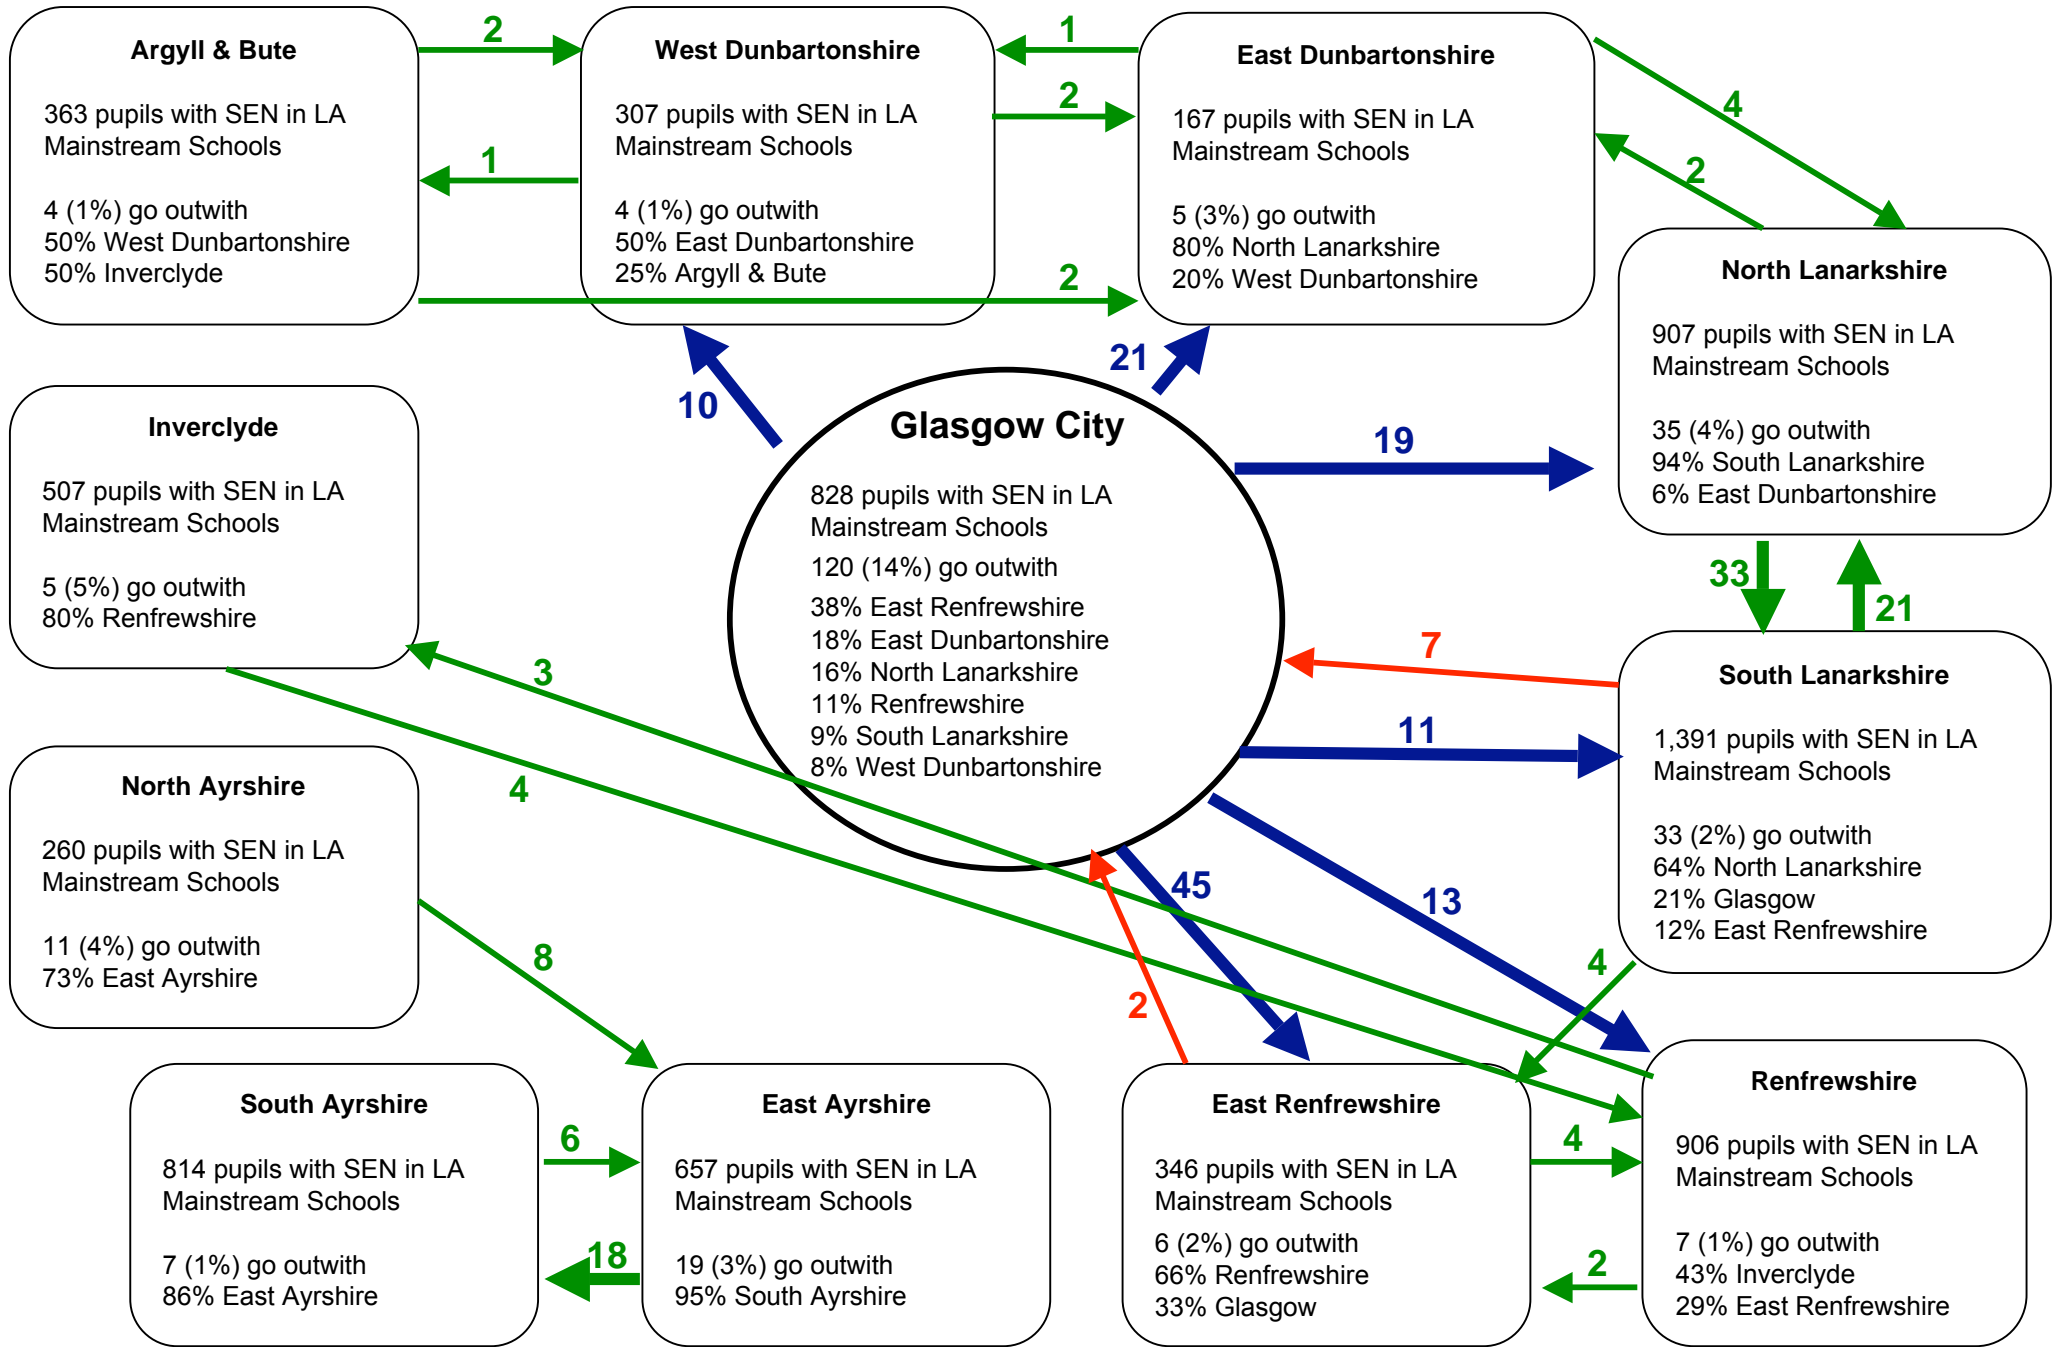 Argyll & Bute
363 pupils with SEN in LA
Mainstream Schools
4 (1%) go outwith
50% West Dunbartonshire
50% Inverclyde
2
1
2
West Dunbartonshire
307 pupils with SEN in LA
Mainstream Schools
4 (1%) go outwith
50% East Dunbartonshire
25% Argyll & Bute
1
2
East Dunbartonshire
167 pupils with SEN in LA
Mainstream Schools
5 (3%) go outwith
80% North Lanarkshire
20% West Dunbartonshire
4
2
North Lanarkshire
907 pupils with SEN in LA
Mainstream Schools
35 (4%) go outwith
94% South Lanarkshire
6% East Dunbartonshire
10
21
19
Inverclyde
507 pupils with SEN in LA
Mainstream Schools
5 (5%) go outwith
80% Renfrewshire
Glasgow City
828 pupils with SEN in LA
Mainstream Schools
120 (14%) go outwith
38% East Renfrewshire
18% East Dunbartonshire
16% North Lanarkshire
11% Renfrewshire
9% South Lanarkshire
8% West Dunbartonshire
33
21
7
11
3
4
South Lanarkshire
1,391 pupils with SEN in LA
Mainstream Schools
33 (2%) go outwith
64% North Lanarkshire
21% Glasgow
12% East Renfrewshire
North Ayrshire
260 pupils with SEN in LA
Mainstream Schools
11 (4%) go outwith
73% East Ayrshire
8
45
13
2
4
South Ayrshire
814 pupils with SEN in LA
Mainstream Schools
7 (1%) go outwith
86% East Ayrshire
6
18
East Ayrshire
657 pupils with SEN in LA
Mainstream Schools
19 (3%) go outwith
95% South Ayrshire
East Renfrewshire
346 pupils with SEN in LA
Mainstream Schools
6 (2%) go outwith
66% Renfrewshire
33% Glasgow
4
2
Renfrewshire
906 pupils with SEN in LA
Mainstream Schools
7 (1%) go outwith
43% Inverclyde
29% East Renfrewshire